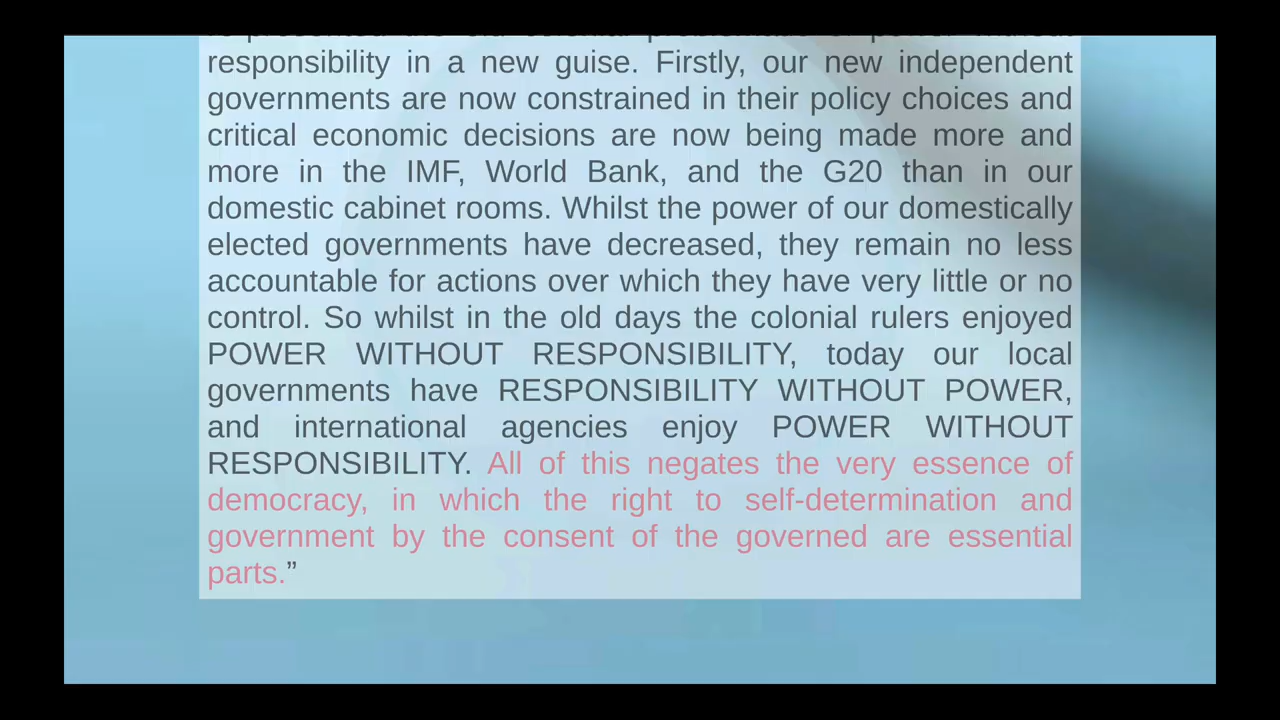 responsibility in a new guise. Firstly, our new independent
governments are now constrained in their policy choices and
critical economic decisions are now being made more and
more in the IMF, World Bank, and the G20 than in our
domestic cabinet rooms. Whilst the power of our domestically
elected governments have decreased, they remain no less
accountable for actions over which they have very little or no
control. So whilst in the old days the colonial rulers enjoyed
POWER WITHOUT RESPONSIBILITY, today our local
governments have RESPONSIBILITY WITHOUT POWER,
and international agencies enjoy POWER WITHOUT
RESPONSIBILITY. All of this negates the very essence of
democracy, in which the right to self-determination and
government by the consent of the governed are essential
parts.”